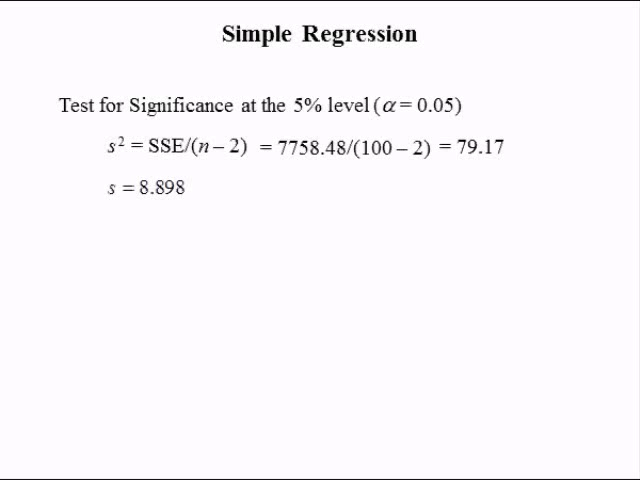 Simple Regression
Test for Significance at the 5% level (α = 0.05)
s² = SSE/(n – 2) = 7758.48/(100 – 2) = 79.17
s = 8.898